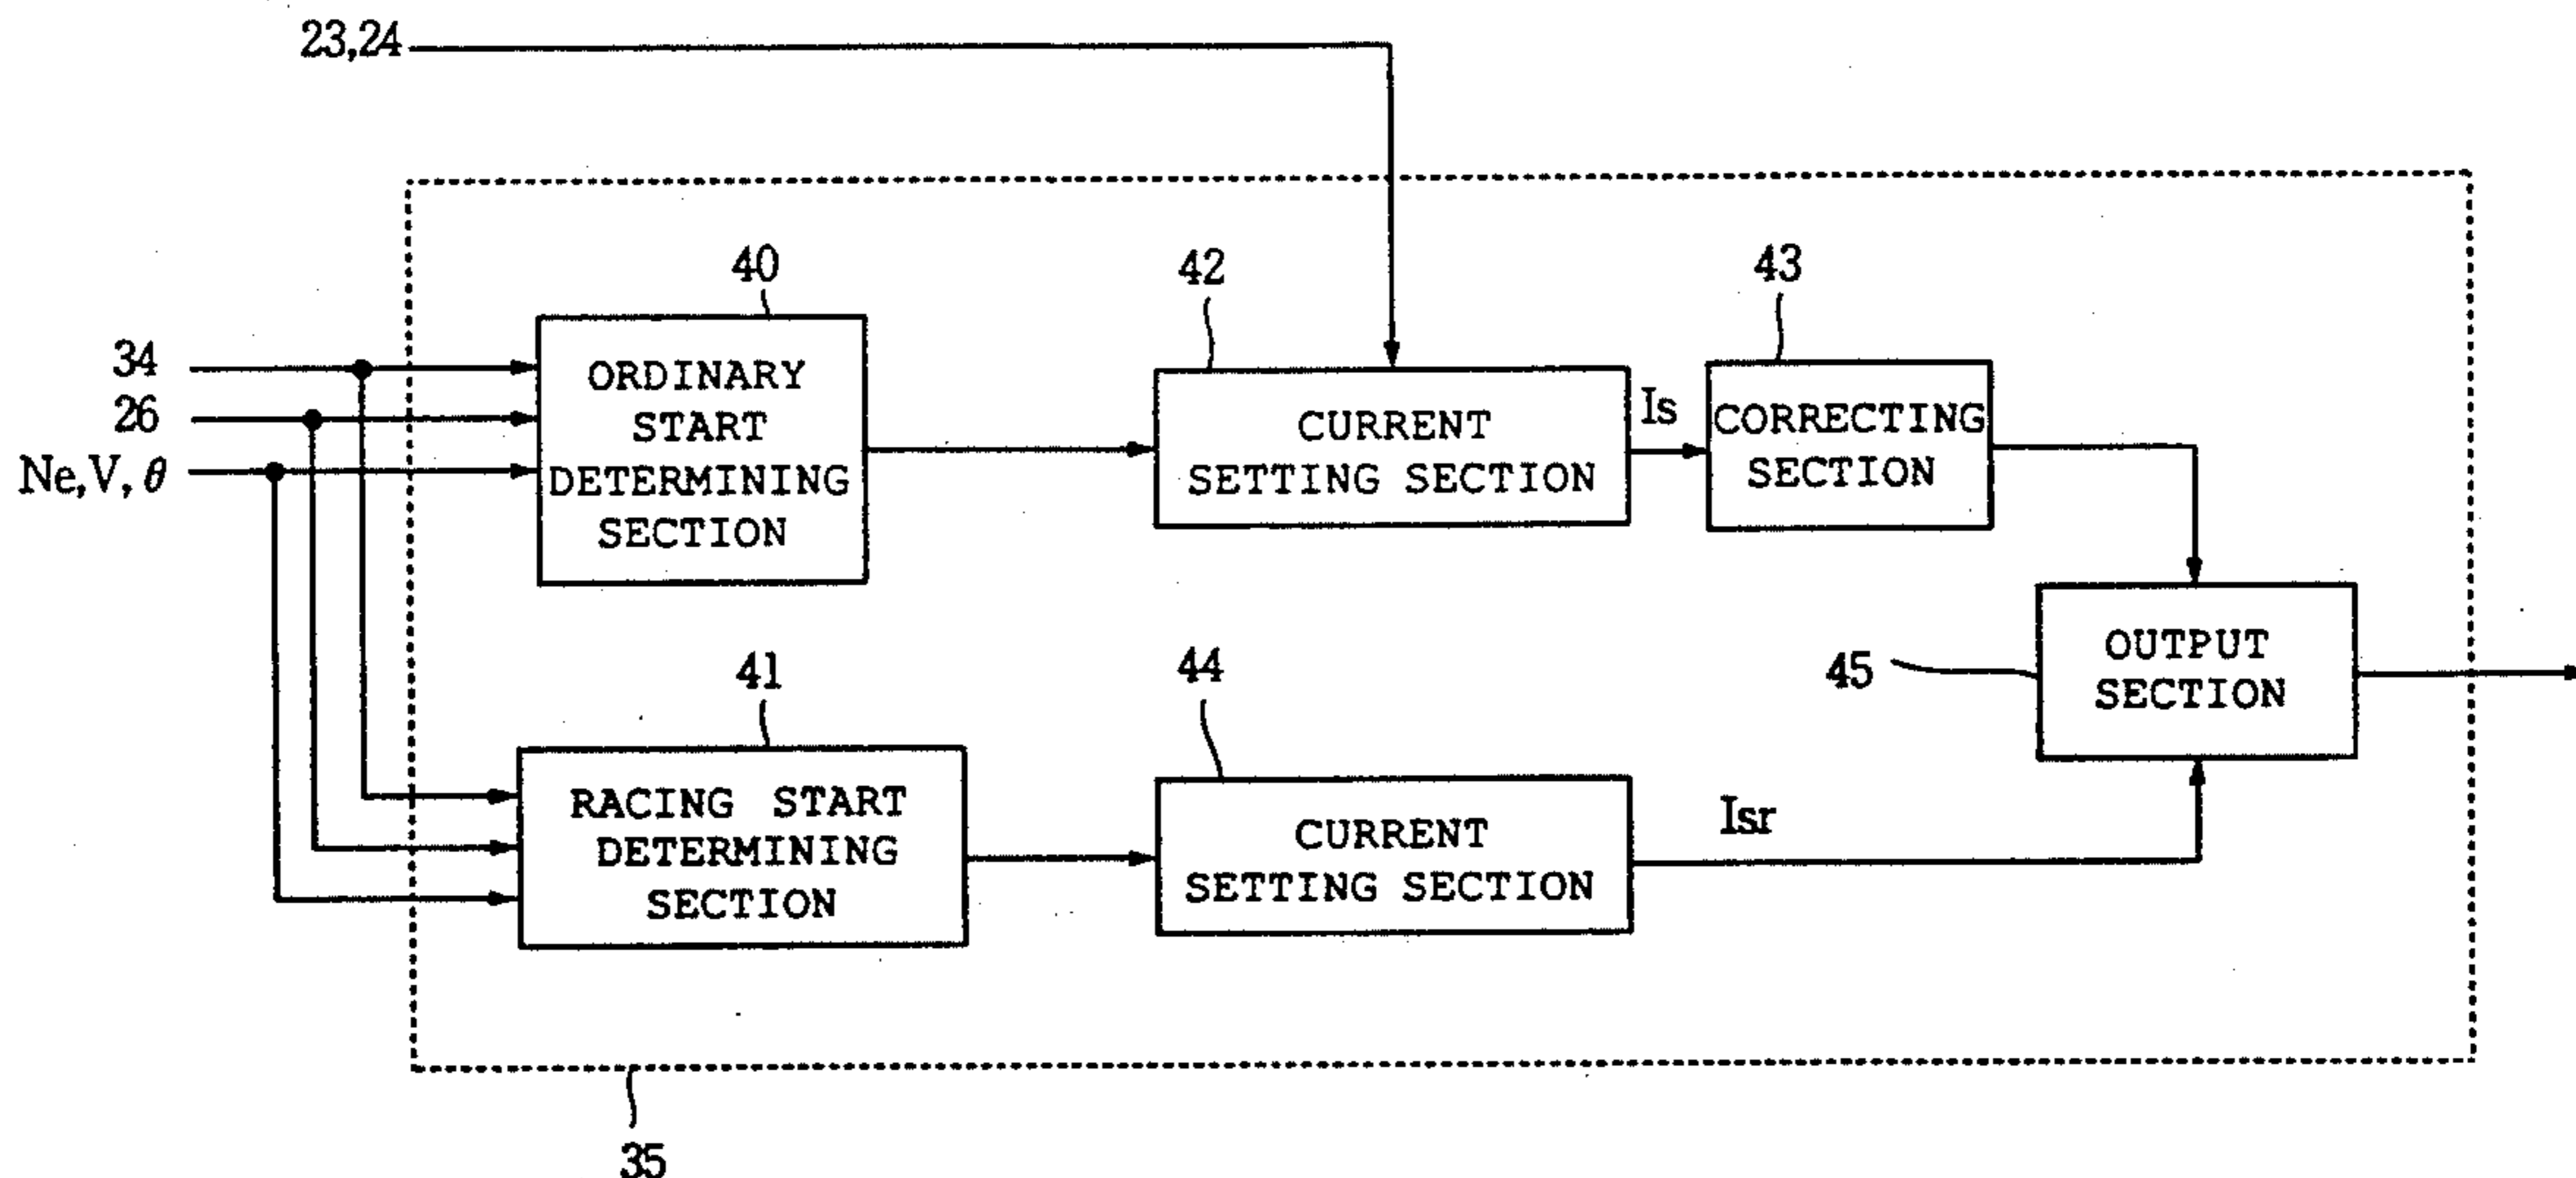 23,24
40
42
43
34
26
Ne,V,θ
ORDINARY
START
DETERMINING
SECTION
CURRENT
SETTING SECTION
Is
CORRECTING
SECTION
41
44
45
OUTPUT
SECTION
RACING START
DETERMINING
SECTION
CURRENT
SETTING SECTION
Isr
35